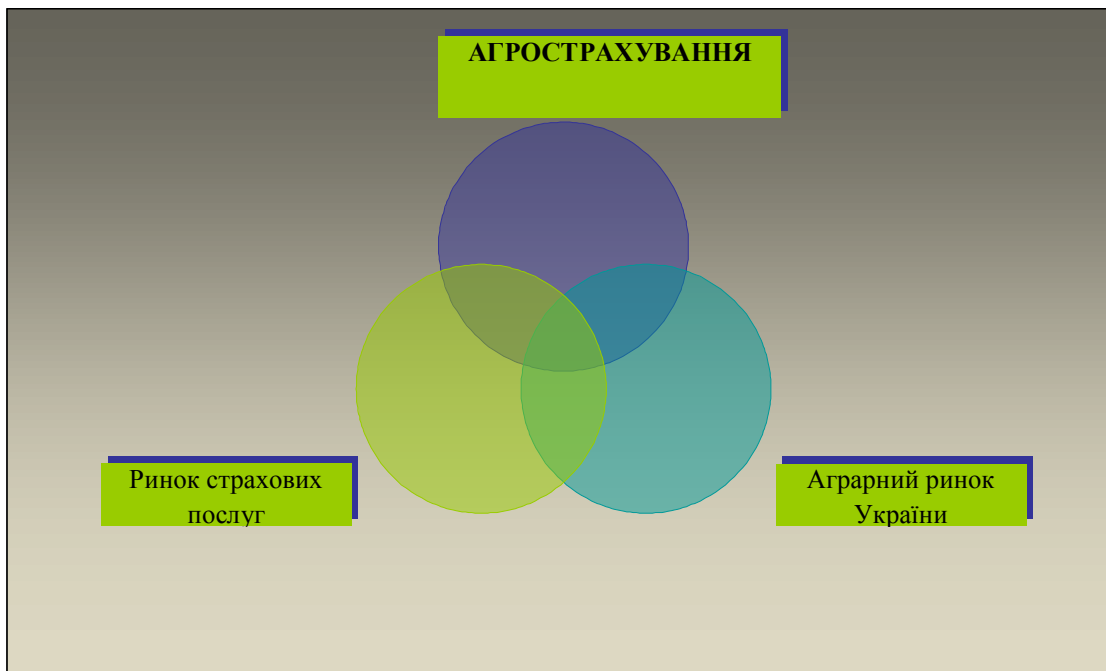 АГРОСТРАХУВАННЯ
Ринок страхових
послуг
Аграрний ринок
України